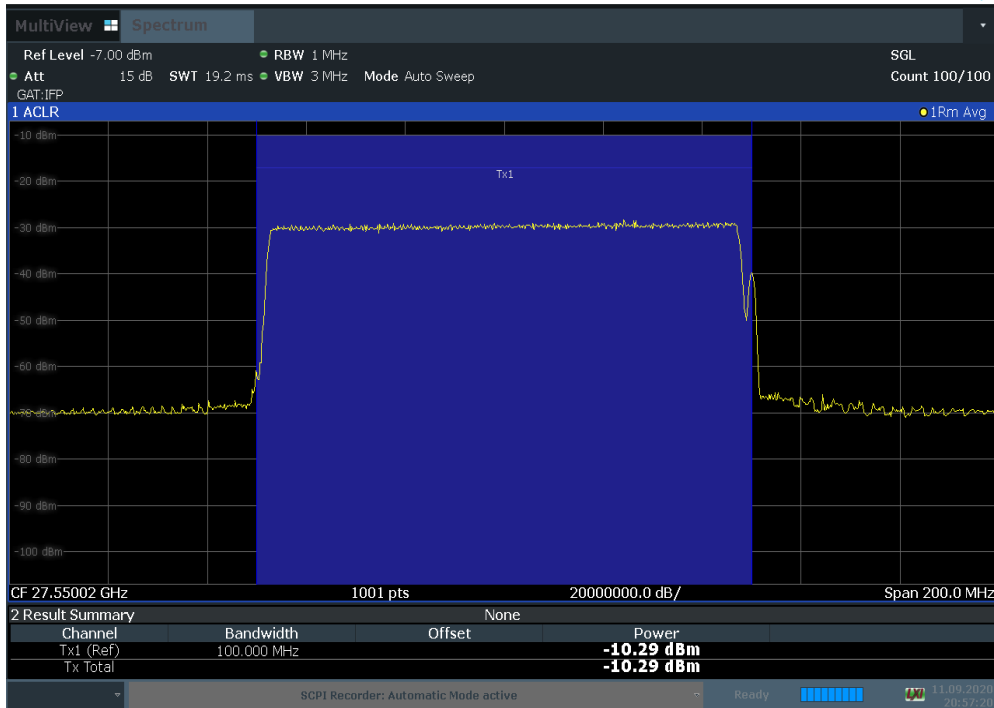 MultiView Spectrum
Ref Level -7.00 dBm RBW 1 MHz SGL
Att 15 dB SWT 19.2 ms VBW 3 MHz Mode Auto Sweep Count 100/100
GAT:IFP
1 ACLR 1Rm Avg
-10 dBm
Tx1
-20 dBm
-30 dBm
-40 dBm
-50 dBm
-60 dBm
-70 dBm
-80 dBm
-90 dBm
-100 dBm
CF 27.55002 GHz 1001 pts 20000000.0 dB/ Span 200.0 MHz
2 Result Summary None
Channel Bandwidth Offset Power
Tx1 (Ref) 100.000 MHz -10.29 dBm
Tx Total -10.29 dBm
SCPI Recorder: Automatic Mode active Ready LXI 11.09.2020
20:57:20